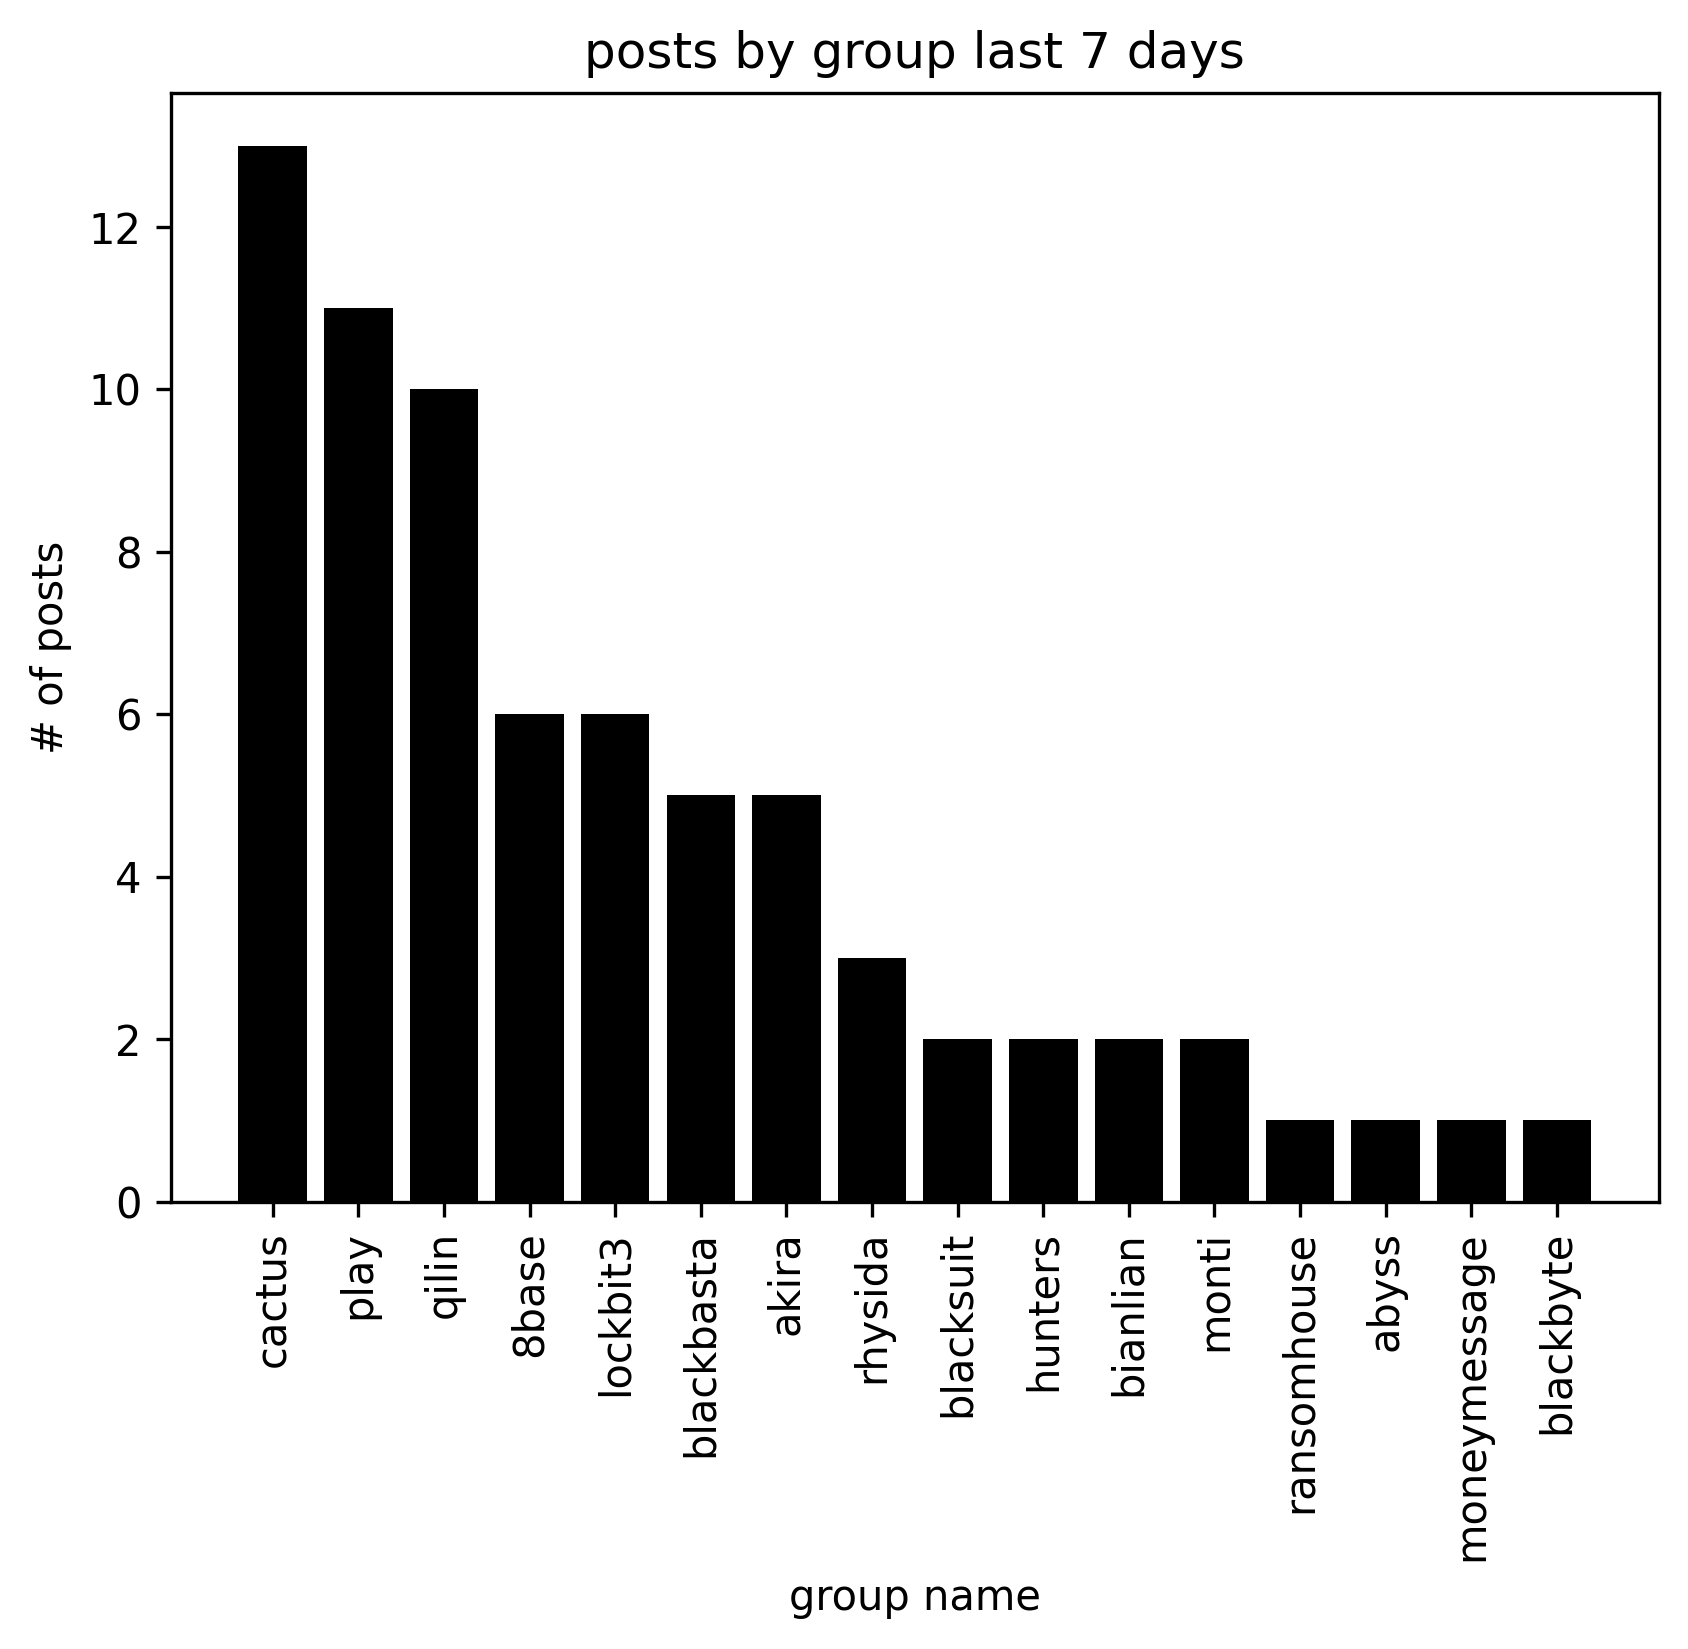 posts by group last 7 days
# of posts
12
10
8
6
4
2
0
cactus
play
qilin
8base
lockbit3
blackbasta
akira
rhysida
blacksuit
hunters
bianlian
monti
ransomhouse
abyss
moneymessage
blackbyte
group name